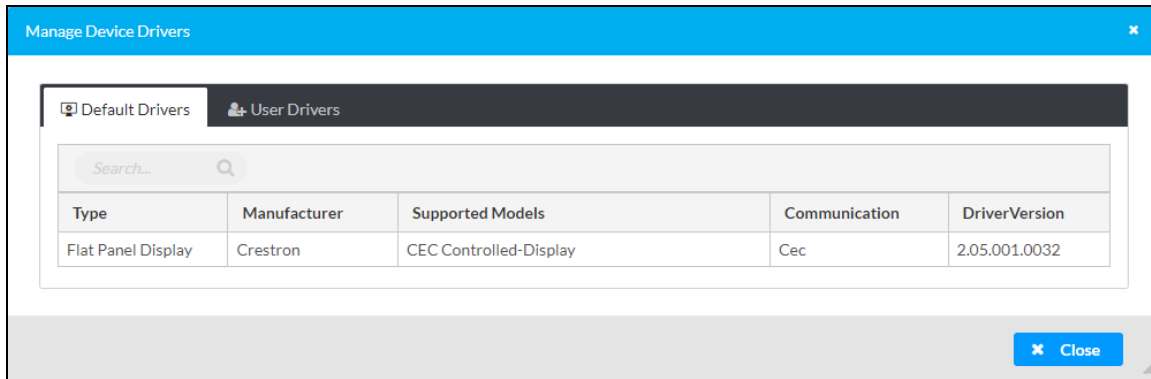 Manage Device Drivers
Default Drivers User Drivers
Search...
Type Manufacturer Supported Models Communication DriverVersion
Flat Panel Display Crestron CEC Controlled-Display Cec 2.05.001.0032
Close